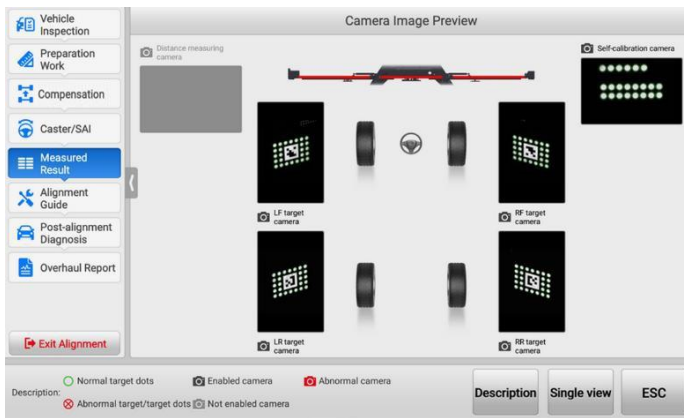 Vehicle
Inspection
Camera Image Preview
Preparation
Work
Distance measuring
camera
Self-calibration camera
Compensation
Caster/SAI
Measured
Result
Alignment
Guide
LF target
camera
RF target
camera
Post-alignment
Diagnosis
Overhaul Report
Exit Alignment
LR target
camera
RR target
camera
Description:
Normal target dots
Enabled camera
Abnormal camera
Abnormal target/target dots
Not enabled camera
Description
Single view
ESC